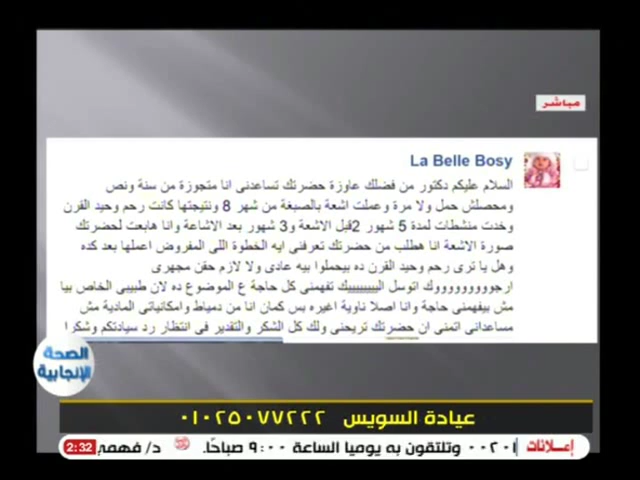 مباشر
La Belle Bosy
السلام عليكم دكتور من فضلك عاوزة حضرتك تساعدنى انا متجوزة من سنة ونص
ومحصلش حمل ولا مرة وعملت اشعة بالصبغة من شهر 8 ونتيجتها كانت رحم وحيد القرن
وخدت منشطات لمدة 5 شهور 2قبل الاشعة و3 شهور بعد الاشاعة وانا هابعت لحضرتك
صورة الاشعة انا هطلب من حضرتك تعرفنى ايه الخطوة اللى المفروض اعملها بعد كده
وهل يا ترى رحم وحيد القرن ده بيحملوا بيه عادى ولا لازم حقن مجهرى
ارجوووووووووك اتوسل الييييييييك تفهمنى كل حاجة ع الموضوع ده لان طبيبى الخاص بيا
مش بيفهمنى حاجة وانا اصلا ناوية اغيره بس كمان انا من دمياط وامكانياتى المادية مش
مساعدانى اتمنى ان حضرتك تريحنى ولك كل الشكر والتقدير فى انتظار رد سيادتكم وشكرا
الصحة
الإنجابية
عيادة السويس ٠١٠٢٥٠٧٧٢٢٢
إعلانات ٠٠٢٠١ وتلتقون به يوميا الساعة ٩:٠٠ صباحًا. د/ فهمي 2:32